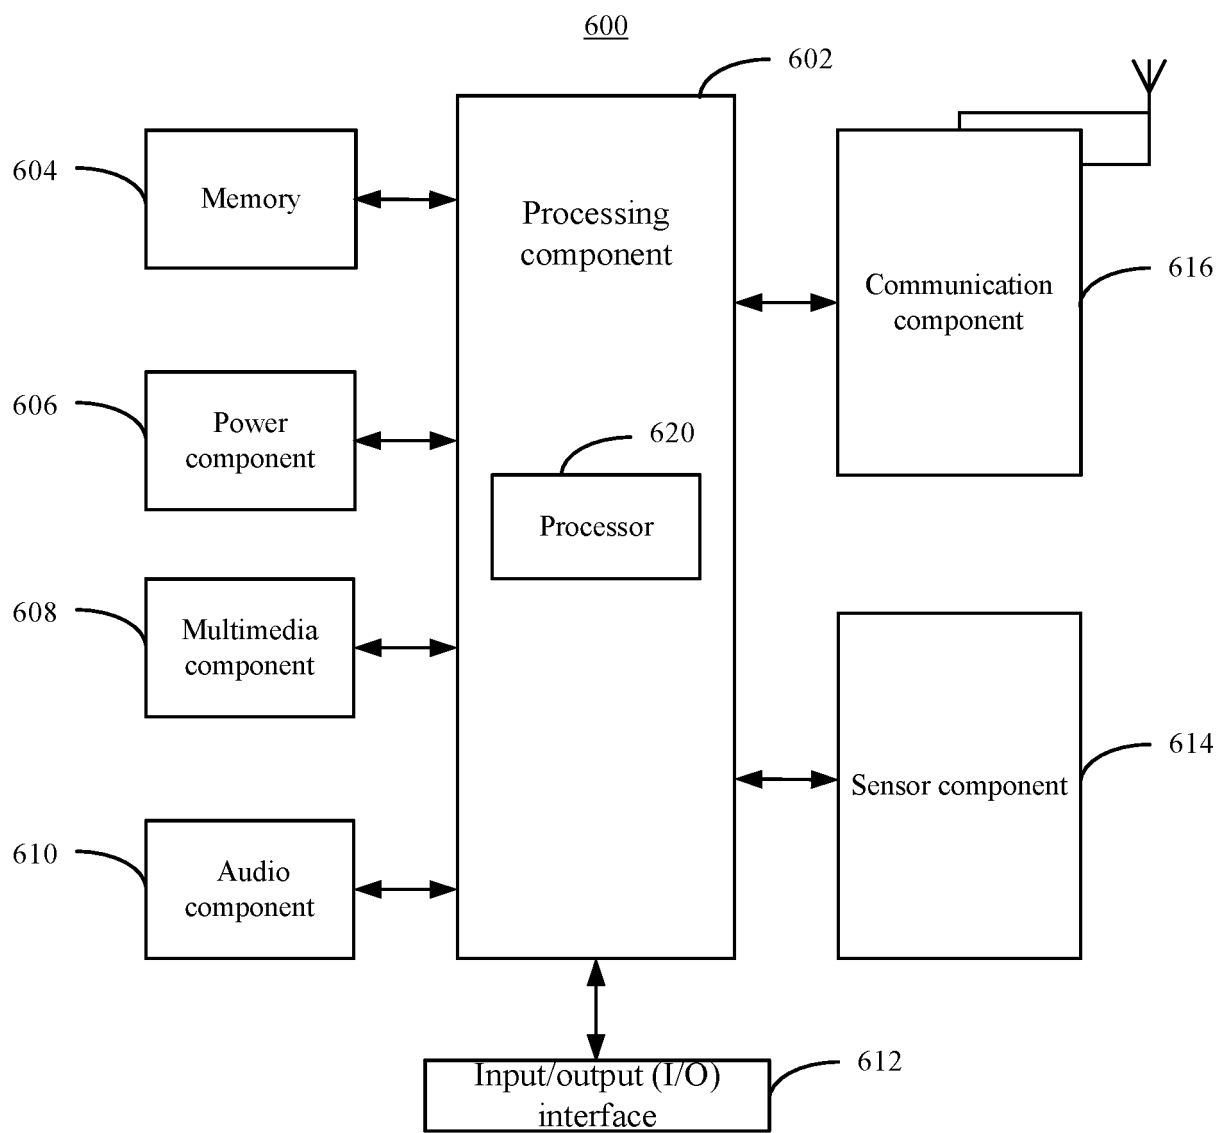 600
602
604
Memory
Processing
component
Communication
component
616
606
Power
component
620
Processor
608
Multimedia
component
614
Sensor component
610
Audio
component
Input/output (I/O)
interface
612